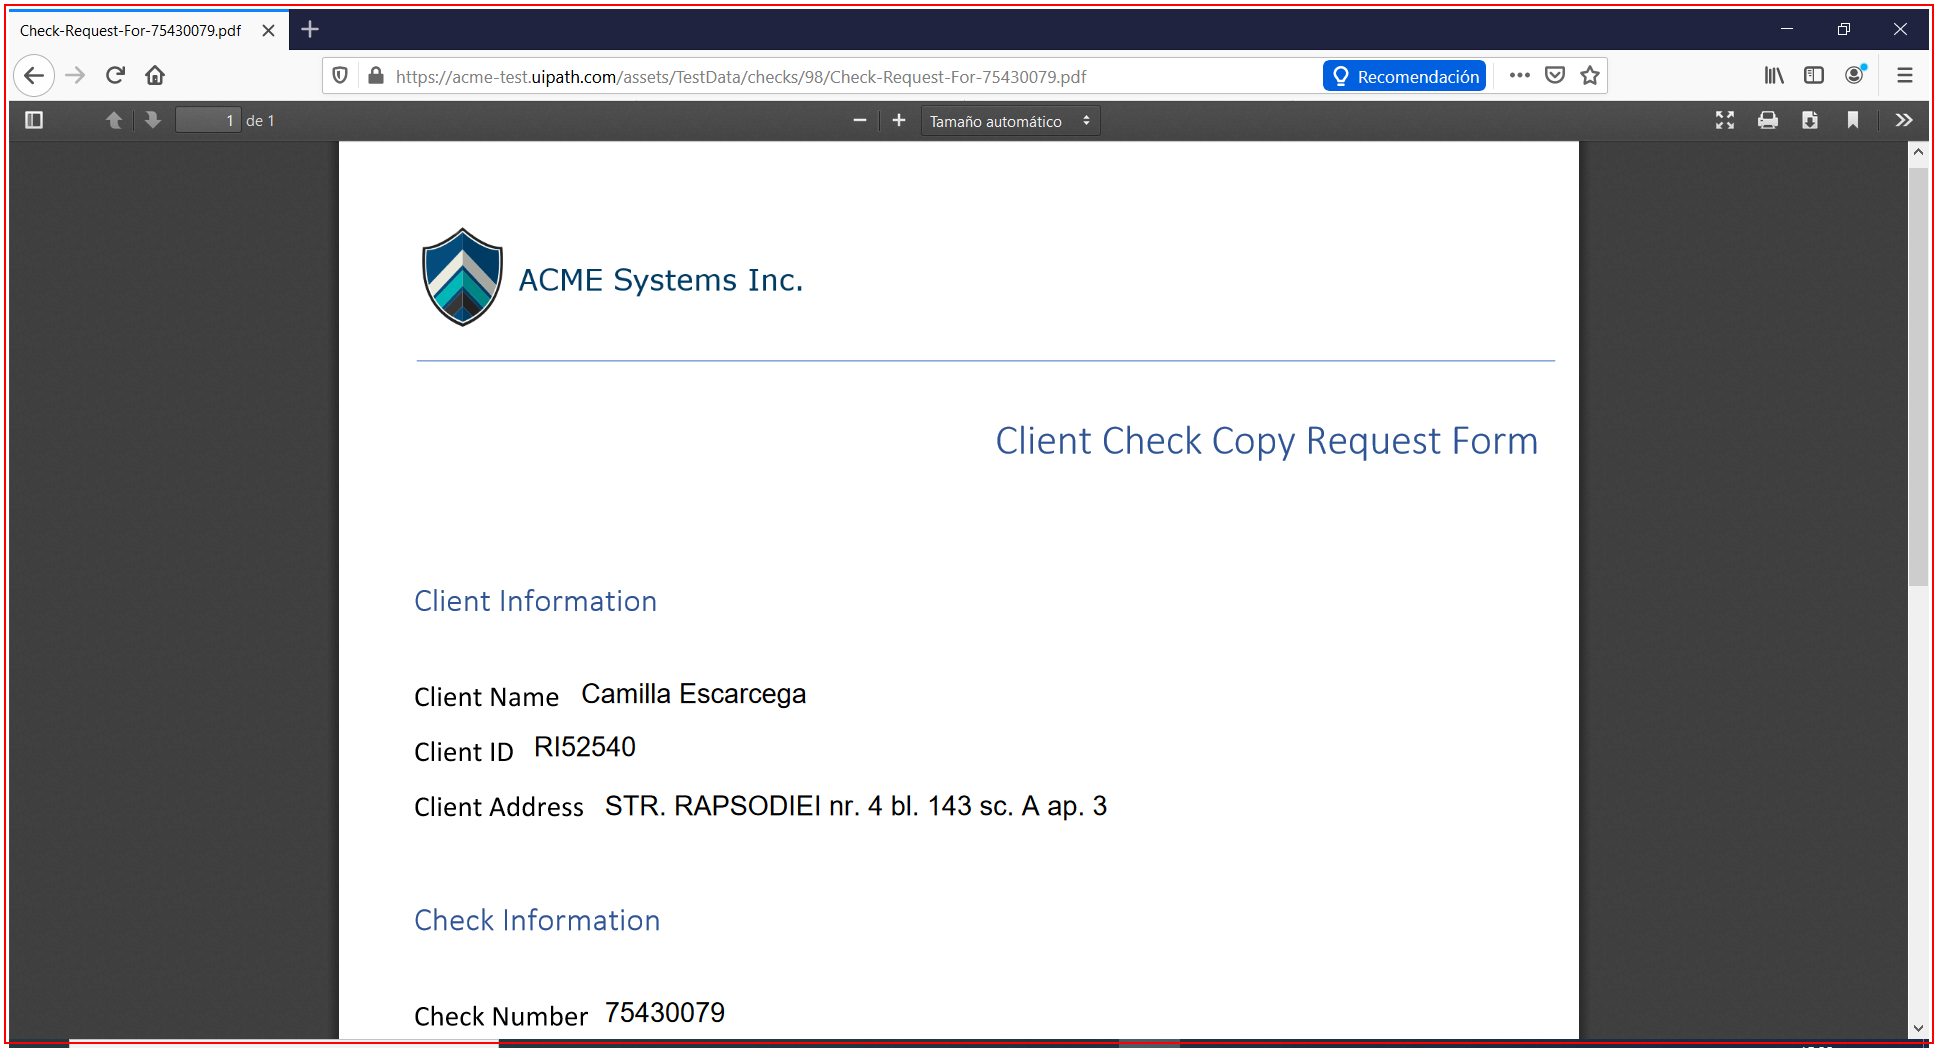 Check-Request-For-75430079.pdf
https://acme-test.uipath.com/assets/TestData/checks/98/Check-Request-For-75430079.pdf
Recomendación
1 de 1
Tamaño automático
ACME Systems Inc.
Client Check Copy Request Form
Client Information
Client Name Camilla Escarcega
Client ID RI52540
Client Address STR. RAPSODIEI nr. 4 bl. 143 sc. A ap. 3
Check Information
Check Number 75430079